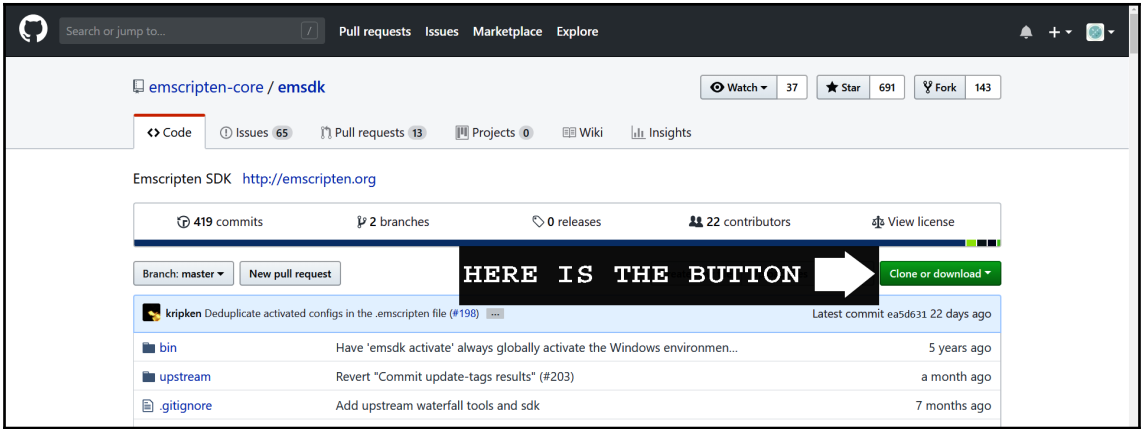 Search or jump to... /
Pull requests Issues Marketplace Explore
emscripten-core / emsdk
Watch 37 Star 691 Fork 143
Code Issues 65 Pull requests 13 Projects 0 Wiki Insights
Emscripten SDK http://emscripten.org
419 commits 2 branches 0 releases 22 contributors View license
Branch: master New pull request HERE IS THE BUTTON Clone or download
kripken Deduplicate activated configs in the .emscripten file (#198) ... Latest commit ea5d631 22 days ago
bin Have 'emsdk activate' always globally activate the Windows environmen... 5 years ago
upstream Revert "Commit update-tags results" (#203) a month ago
.gitignore Add upstream waterfall tools and sdk 7 months ago